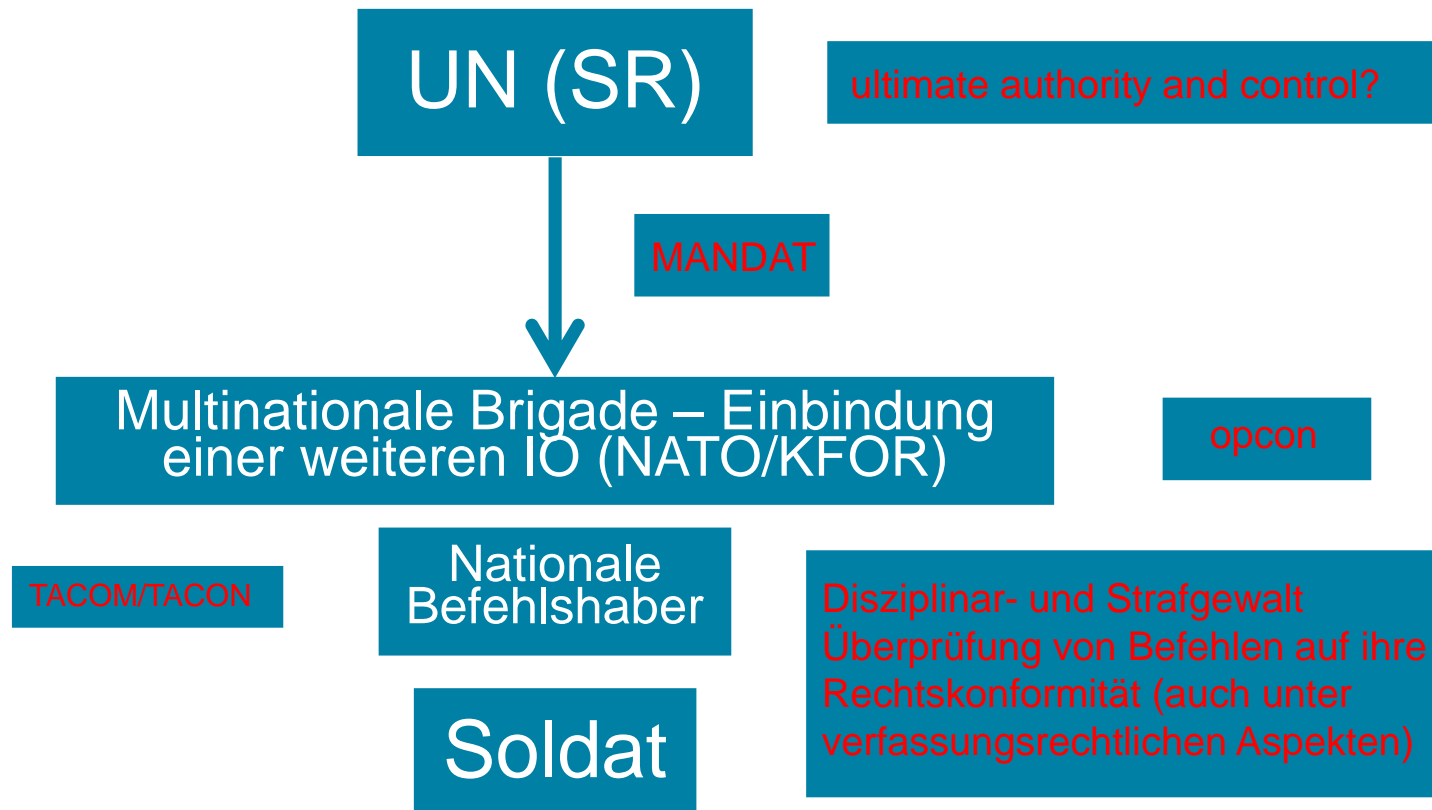 UN (SR)
ultimate authority and control?
MANDAT
Multinationale Brigade – Einbindung
einer weiteren IO (NATO/KFOR)
opcon
TACOM/TACON
Nationale
Befehlshaber
Disziplinar- und Strafgewalt
Überprüfung von Befehlen auf ihre
Rechtskonformität (auch unter
verfassungsrechtlichen Aspekten)
Soldat